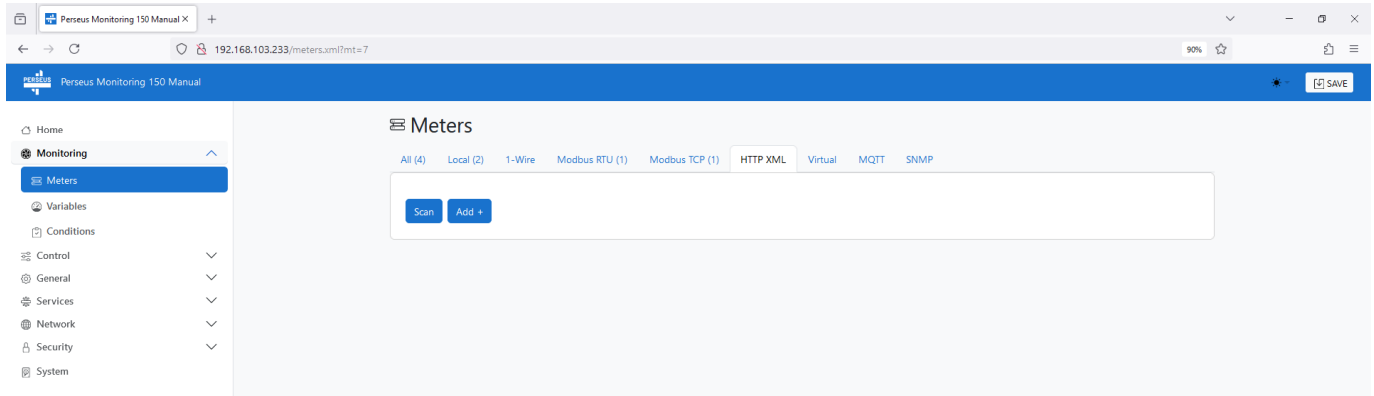 Perseus Monitoring 150 Manual
192.168.103.233/meters.xml?mt=7
90%
PERSEUS
Perseus Monitoring 150 Manual
SAVE
Home
Monitoring
Meters
Variables
Conditions
Control
General
Services
Network
Security
System
Meters
All (4) Local (2) 1-Wire Modbus RTU (1) Modbus TCP (1) HTTP XML Virtual MQTT SNMP
Scan Add +